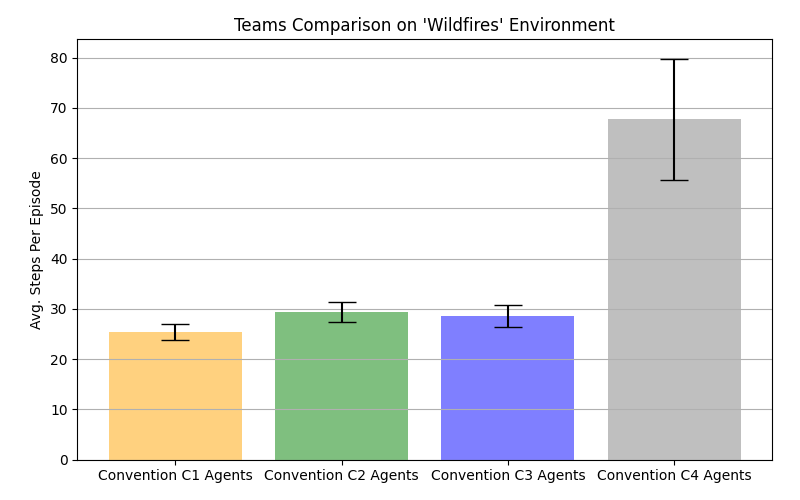 Teams Comparison on 'Wildfires' Environment
Avg. Steps Per Episode
80
70
60
50
40
30
20
10
0
Convention C1 Agents
Convention C2 Agents
Convention C3 Agents
Convention C4 Agents